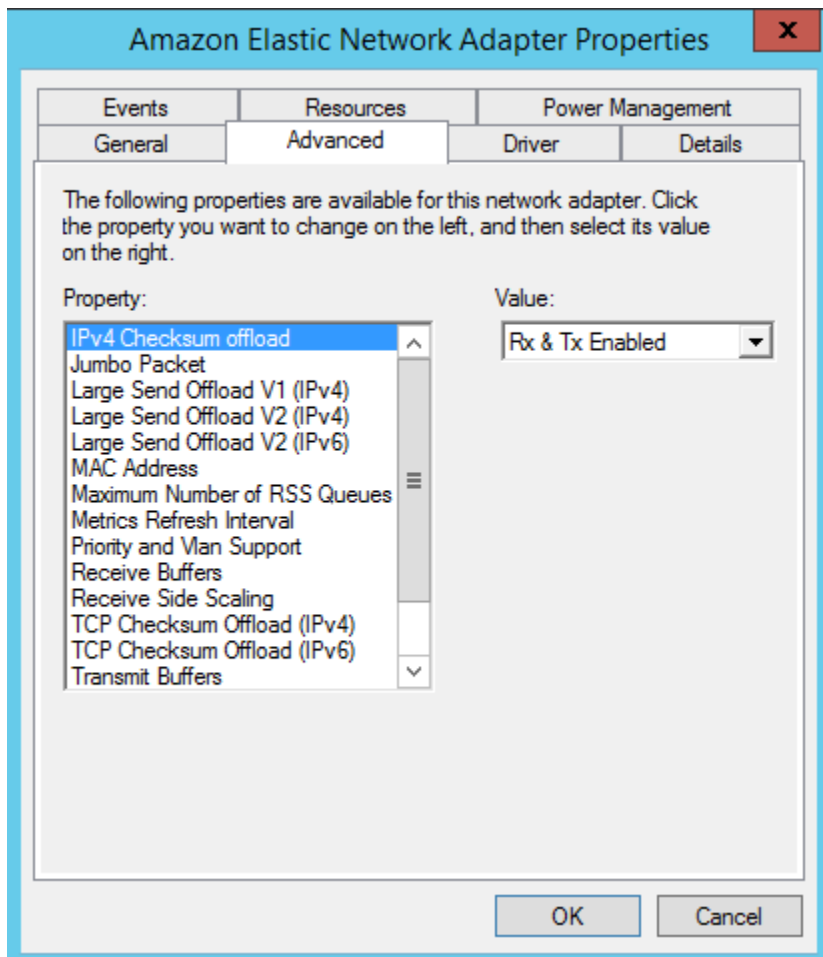 Amazon Elastic Network Adapter Properties
x
Events Resources Power Management
General Advanced Driver Details
The following properties are available for this network adapter. Click
the property you want to change on the left, and then select its value
on the right.
Property: Value:
IPv4 Checksum offload Rx & Tx Enabled
Jumbo Packet
Large Send Offload V1 (IPv4)
Large Send Offload V2 (IPv4)
Large Send Offload V2 (IPv6)
MAC Address
Maximum Number of RSS Queues
Metrics Refresh Interval
Priority and Vlan Support
Receive Buffers
Receive Side Scaling
TCP Checksum Offload (IPv4)
TCP Checksum Offload (IPv6)
Transmit Buffers
OK Cancel